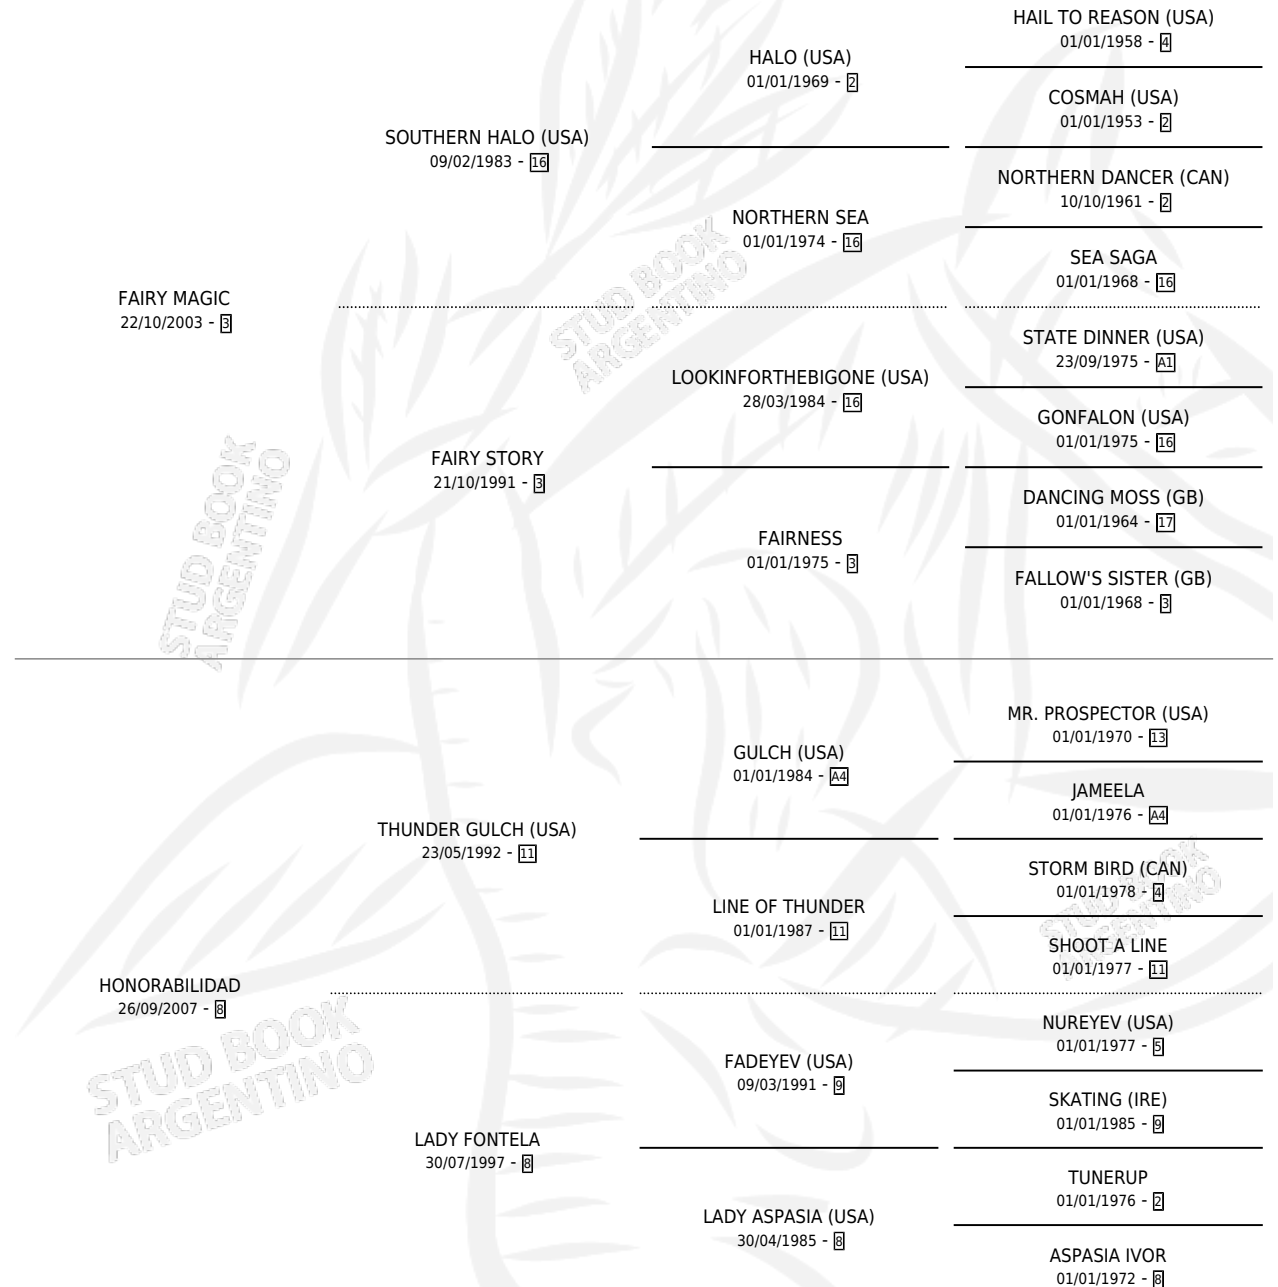 HAIL TO REASON (USA)
01/01/1958 - 4
HALO (USA)
01/01/1969 - 2
COSMAH (USA)
01/01/1953 - 2
SOUTHERN HALO (USA)
09/02/1983 - 16
NORTHERN DANCER (CAN)
10/10/1961 - 2
NORTHERN SEA
01/01/1974 - 16
SEA SAGA
01/01/1968 - 16
FAIRY MAGIC
22/10/2003 - 3
STUD BOOK
ARGENTINO
STATE DINNER (USA)
23/09/1975 - A1
LOOKINFORTHEBIGONE (USA)
28/03/1984 - 16
GONFALON (USA)
01/01/1975 - 16
FAIRY STORY
21/10/1991 - 3
DANCING MOSS (GB)
01/01/1964 - 17
FAIRNESS
01/01/1975 - 3
FALLOW'S SISTER (GB)
01/01/1968 - 3
STUD BOOK
ARGENTINO
MR. PROSPECTOR (USA)
01/01/1970 - 13
GULCH (USA)
01/01/1984 - A4
JAMEELA
01/01/1976 - A4
THUNDER GULCH (USA)
23/05/1992 - 11
STORM BIRD (CAN)
01/01/1978 - 4
LINE OF THUNDER
01/01/1987 - 11
SHOOT A LINE
01/01/1977 - 11
STUD BOOK
ARGENTINO
HONORABILIDAD
26/09/2007 - 8
STUD BOOK
ARGENTINO
NUREYEV (USA)
01/01/1977 - 5
FADEYEV (USA)
09/03/1991 - 9
SKATING (IRE)
01/01/1985 - 9
LADY FONTELA
30/07/1997 - 8
TUNERUP
01/01/1976 - 2
LADY ASPASIA (USA)
30/04/1985 - 8
ASPASIA IVOR
01/01/1972 - 8